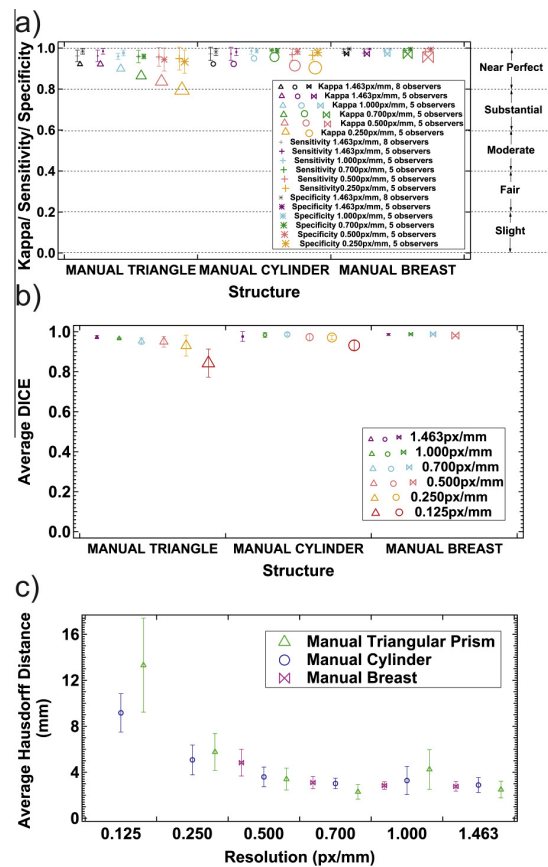 a)
Kappa/ Sensitivity/ Specificity
1.0
0.8
0.6
0.4
0.2
0.0
Near Perfect
Substantial
Moderate
Fair
Slight
Kappa 1.463px/mm, 8 observers
Kappa 1.463px/mm, 5 observers
Kappa 1.000px/mm, 5 observers
Kappa 0.700px/mm, 5 observers
Kappa 0.500px/mm, 5 observers
Kappa 0.250px/mm, 5 observers
Sensitivity 1.463px/mm, 8 observers
Sensitivity 1.463px/mm, 5 observers
Sensitivity 1.000px/mm, 5 observers
Sensitivity 0.700px/mm, 5 observers
Sensitivity 0.500px/mm, 5 observers
Sensitivity0.250px/mm, 5 observers
Specificity 1.463px/mm, 8 observers
Specificity 1.463px/mm, 5 observers
Specificity 1.000px/mm, 5 observers
Specificity 0.700px/mm, 5 observers
Specificity 0.500px/mm, 5 observers
Specificity 0.250px/mm, 5 observers
MANUAL TRIANGLE MANUAL CYLINDER MANUAL BREAST
Structure
b)
Average DICE
1.0
0.8
0.6
0.4
0.2
0.0
1.463px/mm
1.000px/mm
0.700px/mm
0.500px/mm
0.250px/mm
0.125px/mm
MANUAL TRIANGLE MANUAL CYLINDER MANUAL BREAST
Structure
c)
Average Hausdorff Distance
(mm)
16
12
8
4
0
Manual Triangular Prism
Manual Cylinder
Manual Breast
0.125 0.250 0.500 0.700 1.000 1.463
Resolution (px/mm)